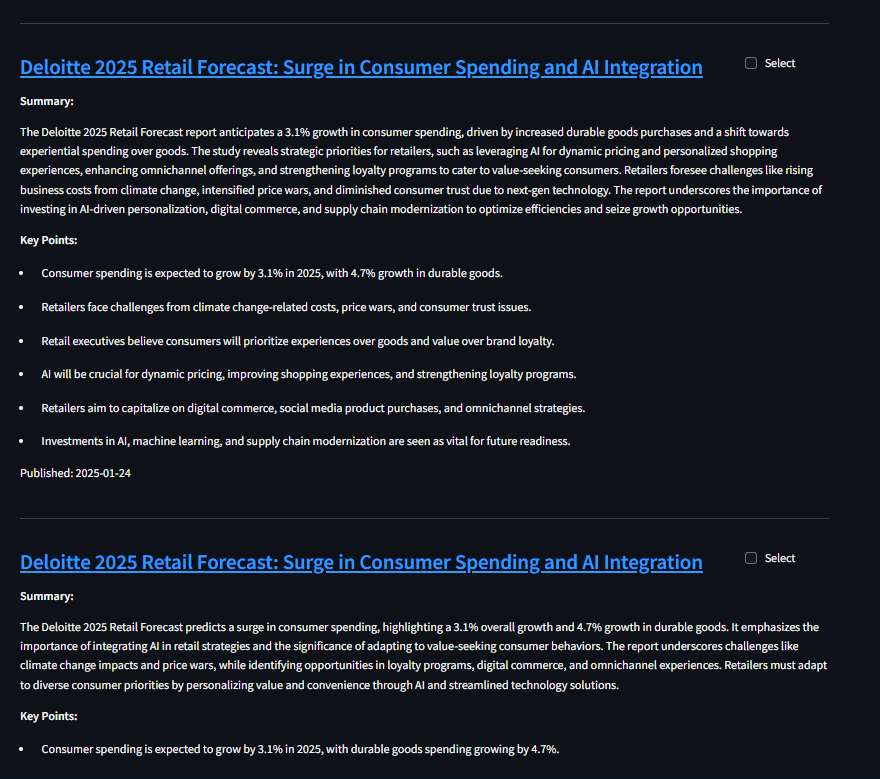 Deloitte 2025 Retail Forecast: Surge in Consumer Spending and AI Integration
Select
Summary:
The Deloitte 2025 Retail Forecast report anticipates a 3.1% growth in consumer spending, driven by increased durable goods purchases and a shift towards
experiential spending over goods. The study reveals strategic priorities for retailers, such as leveraging AI for dynamic pricing and personalized shopping
experiences, enhancing omnichannel offerings, and strengthening loyalty programs to cater to value-seeking consumers. Retailers foresee challenges like rising
business costs from climate change, intensified price wars, and diminished consumer trust due to next-gen technology. The report underscores the importance of
investing in AI-driven personalization, digital commerce, and supply chain modernization to optimize efficiencies and seize growth opportunities.
Key Points:
• Consumer spending is expected to grow by 3.1% in 2025, with 4.7% growth in durable goods.
• Retailers face challenges from climate change-related costs, price wars, and consumer trust issues.
• Retail executives believe consumers will prioritize experiences over goods and value over brand loyalty.
• AI will be crucial for dynamic pricing, improving shopping experiences, and strengthening loyalty programs.
• Retailers aim to capitalize on digital commerce, social media product purchases, and omnichannel strategies.
• Investments in AI, machine learning, and supply chain modernization are seen as vital for future readiness.
Published: 2025-01-24
Deloitte 2025 Retail Forecast: Surge in Consumer Spending and AI Integration
Select
Summary:
The Deloitte 2025 Retail Forecast predicts a surge in consumer spending, highlighting a 3.1% overall growth and 4.7% growth in durable goods. It emphasizes the
importance of integrating AI in retail strategies and the significance of adapting to value-seeking consumer behaviors. The report underscores challenges like
climate change impacts and price wars, while identifying opportunities in loyalty programs, digital commerce, and omnichannel experiences. Retailers must adapt
to diverse consumer priorities by personalizing value and convenience through AI and streamlined technology solutions.
Key Points:
• Consumer spending is expected to grow by 3.1% in 2025, with durable goods spending growing by 4.7%.